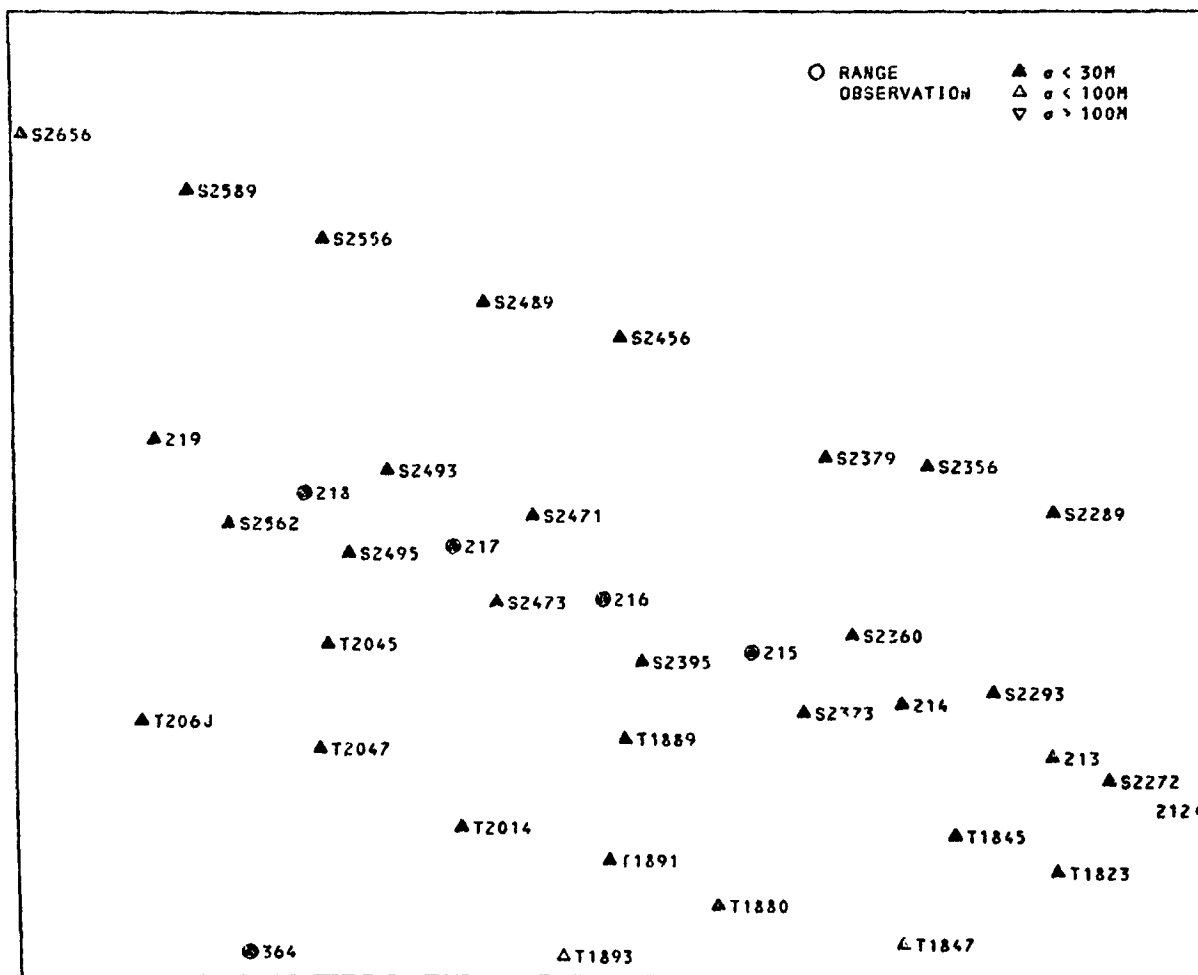 RANGE
OBSERVATION
σ < 30M
σ < 100M
σ > 100M
S2656
S2589
S2556
S2489
S2456
219
S2493
S2379
S2356
218
S2562
S2471
S2289
217
S2495
S2473
216
T2045
S2395
215
S2360
T206J
S2373
214
S2293
T2047
T1889
213
S2272
212
T2014
T1845
T1891
T1823
T1880
364
T1893
T1847